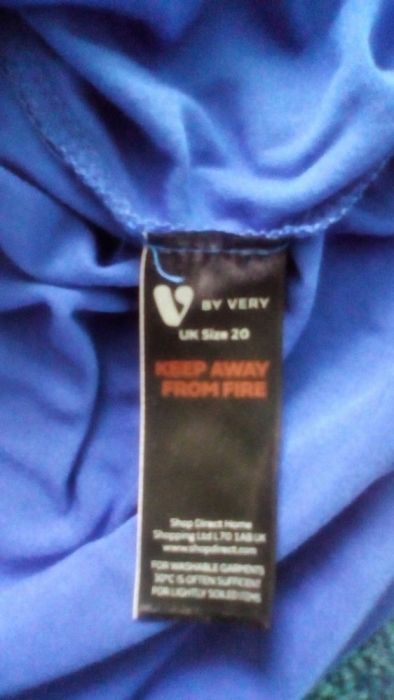 V BY VERY
UK Size 20
KEEP AWAY
FROM FIRE
Shop Direct Home
Shopping Ltd L70 1AB UK
www.shopdirect.com
FOR WASHABLE GARMENTS
30°C IS OFTEN SUFFICIENT
FOR LIGHTLY SOILED ITEMS